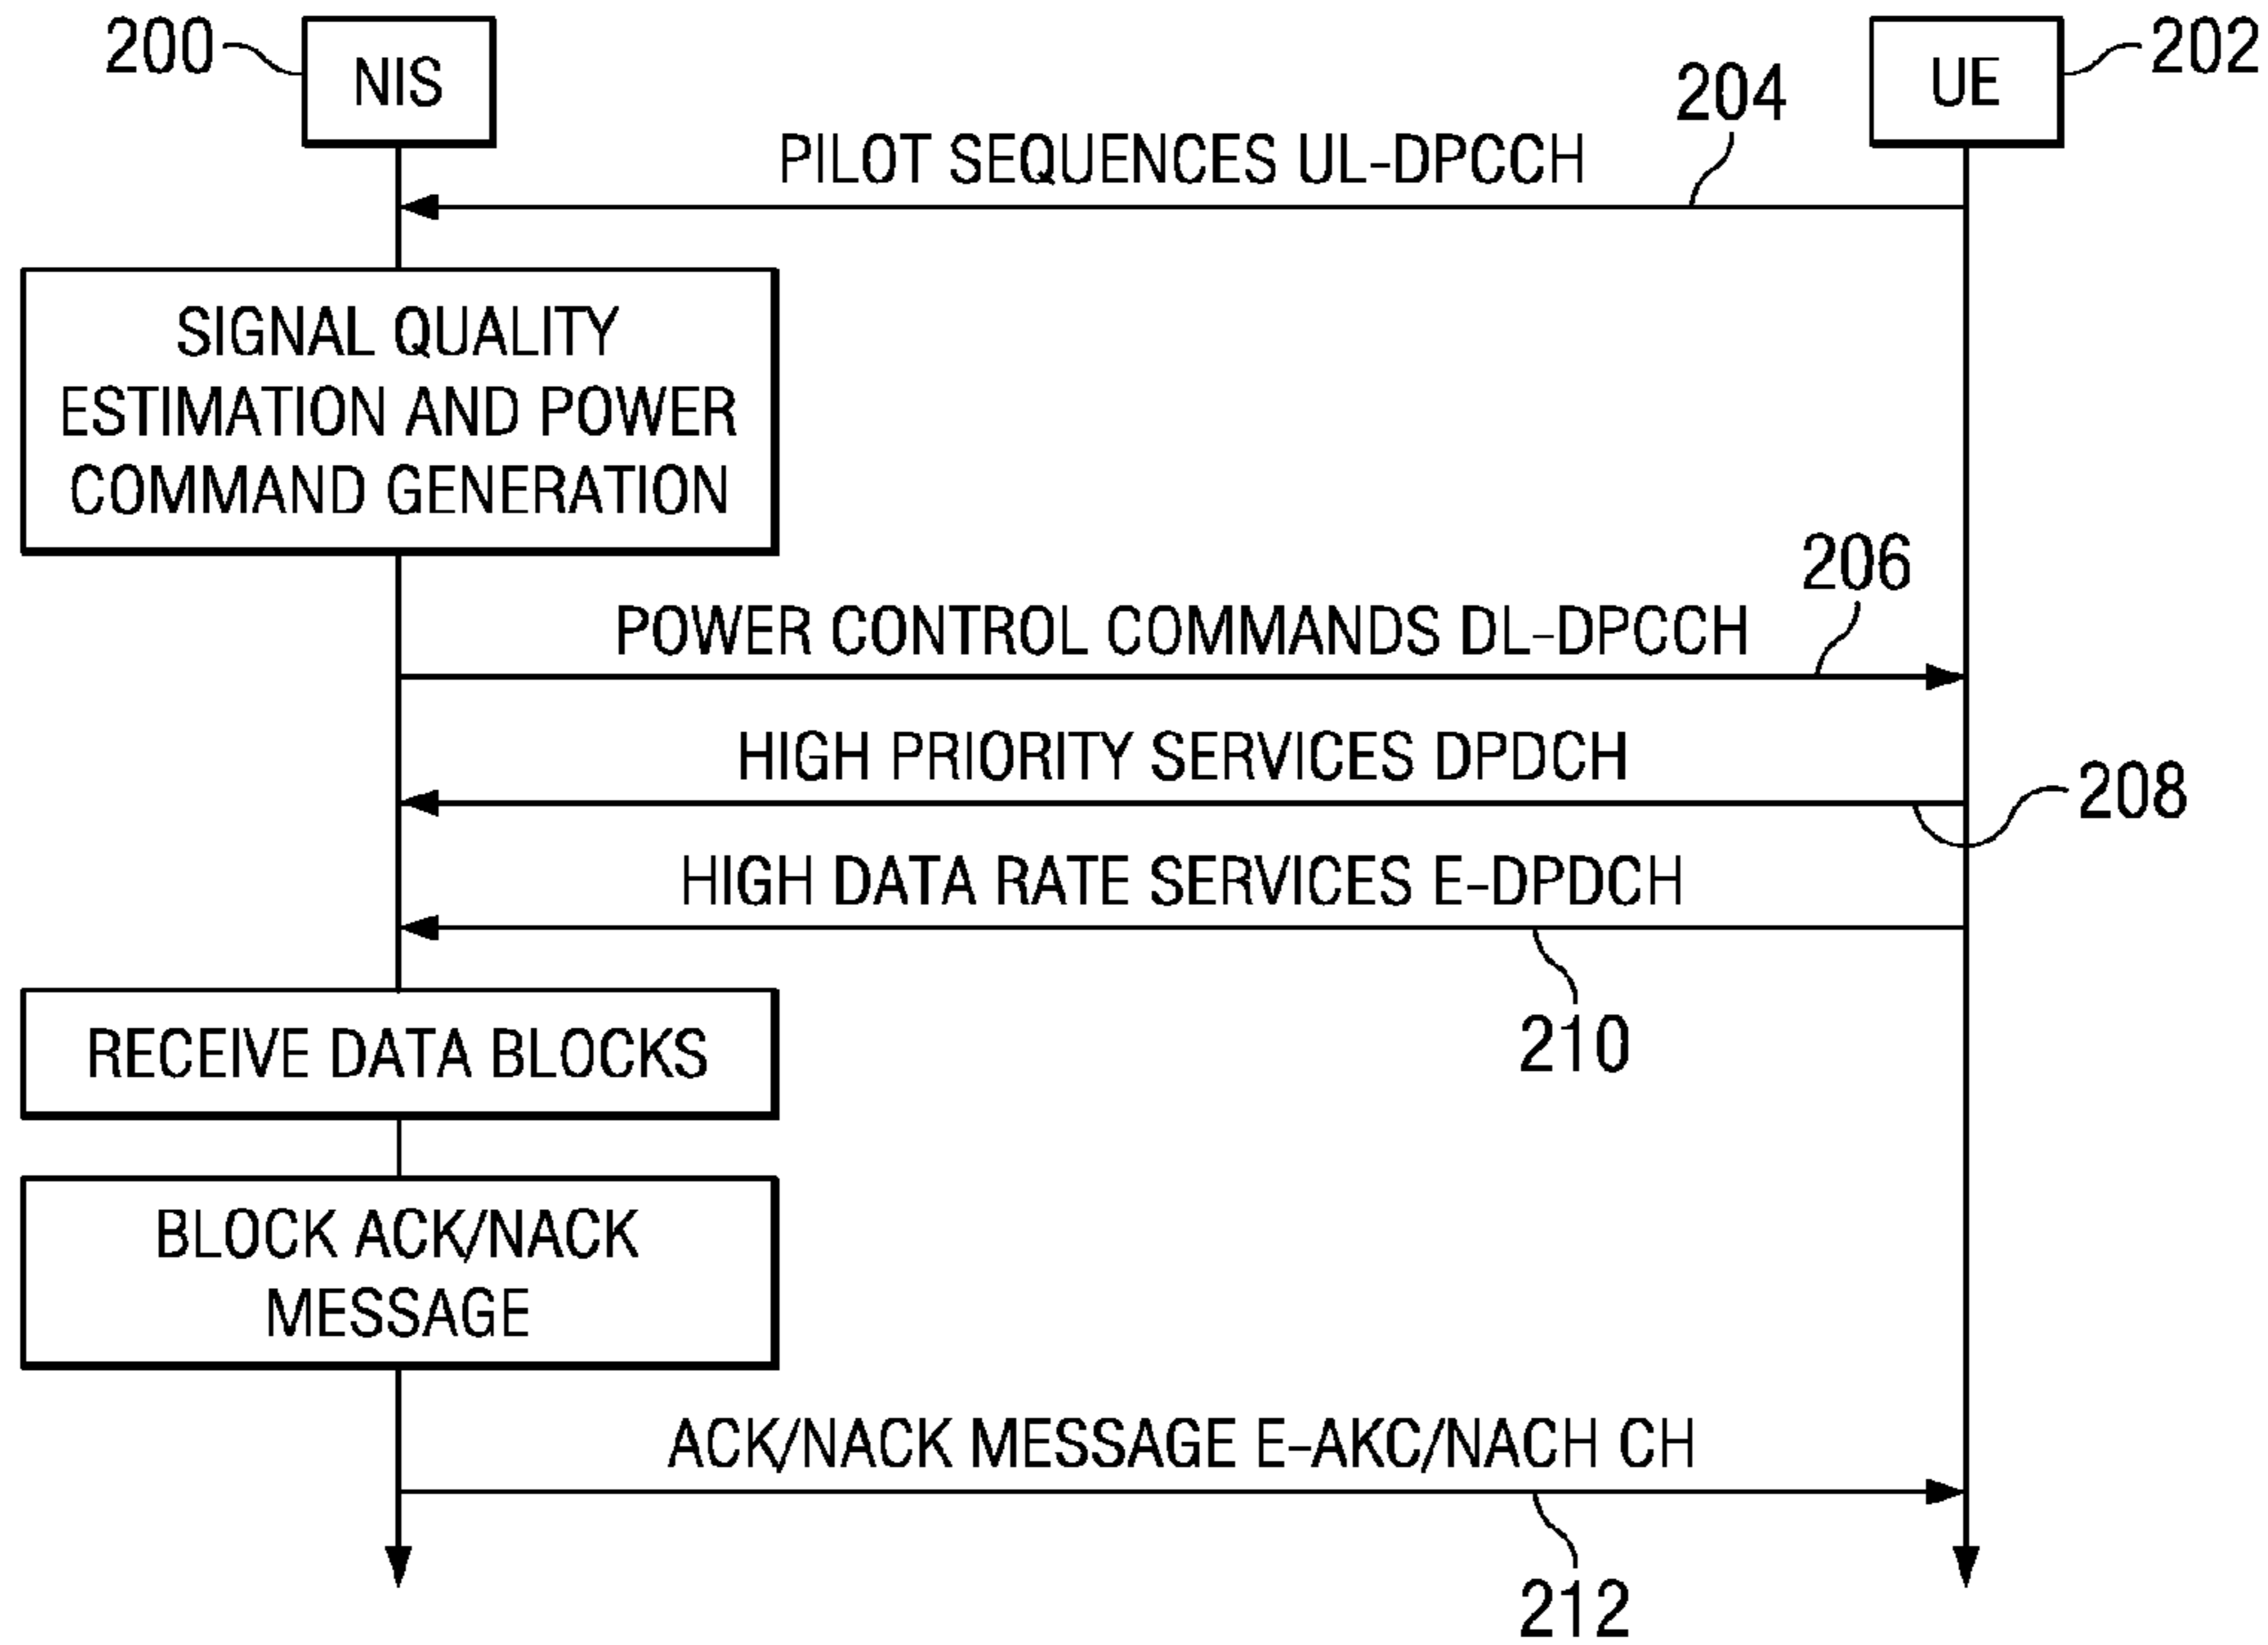 200
NIS
UE
202
204
PILOT SEQUENCES UL-DPCCH
SIGNAL QUALITY
ESTIMATION AND POWER
COMMAND GENERATION
206
POWER CONTROL COMMANDS DL-DPCCH
HIGH PRIORITY SERVICES DPDCH
208
HIGH DATA RATE SERVICES E-DPDCH
210
RECEIVE DATA BLOCKS
BLOCK ACK/NACK
MESSAGE
ACK/NACK MESSAGE E-AKC/NACH CH
212